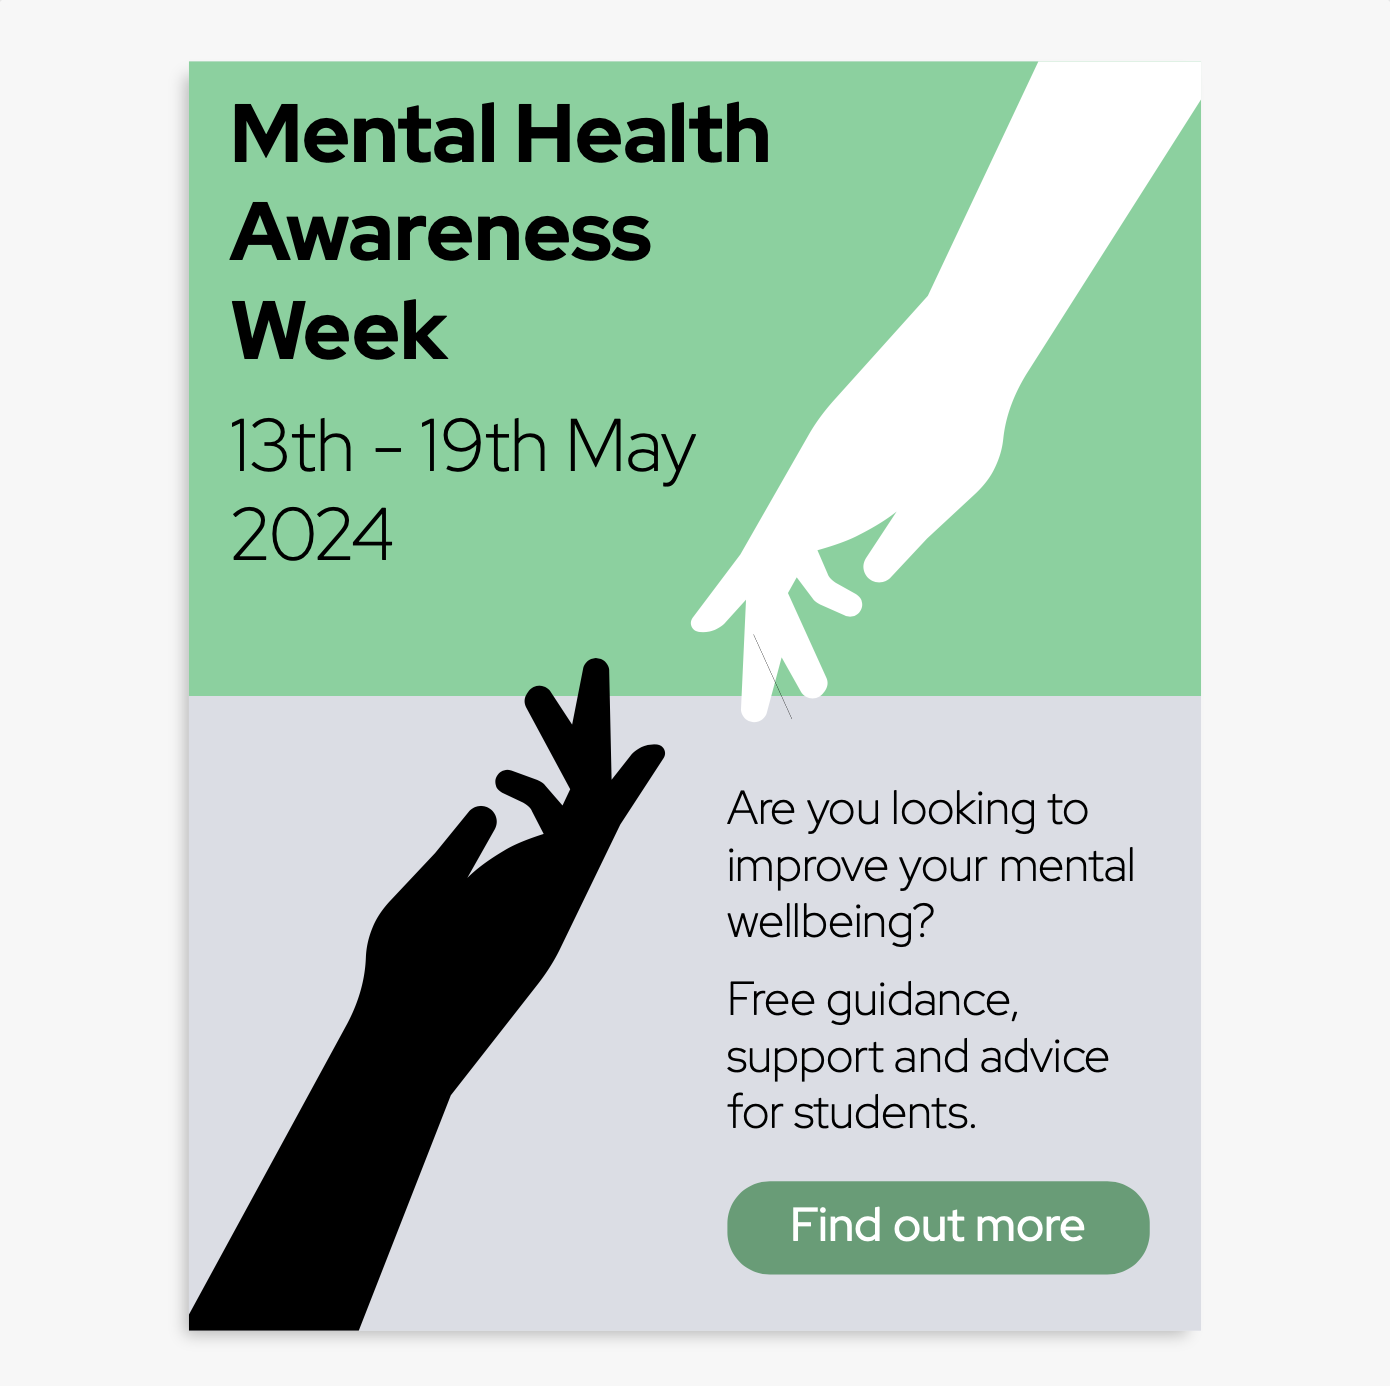 Mental Health
Awareness
Week
13th - 19th May
2024
Are you looking to
improve your mental
wellbeing?
Free guidance,
support and advice
for students.
Find out more